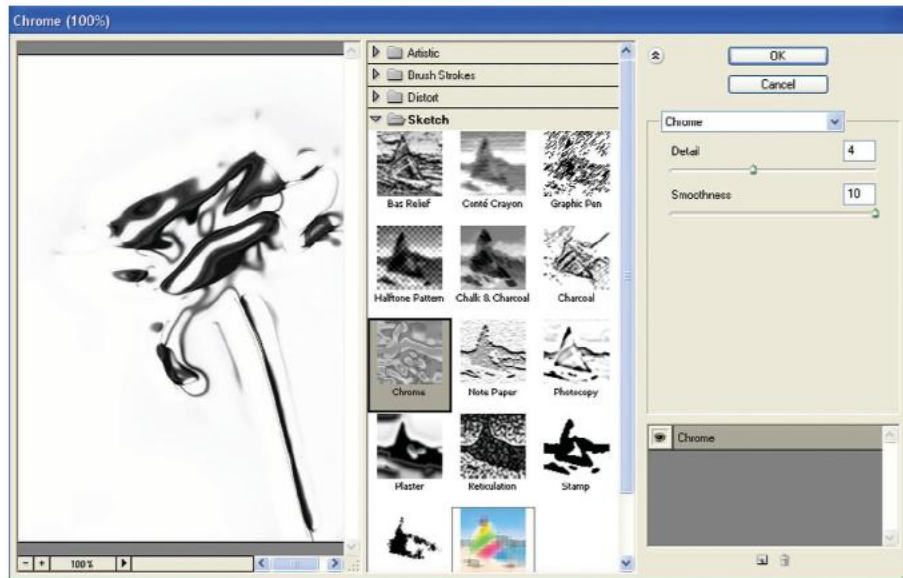 Chrome (100%)
Artistic
Brush Strokes
Distort
Sketch
Bas Relief
Conté Crayon
Graphic Pen
Halftone Pattern
Chalk & Charcoal
Charcoal
Chrome
Note Paper
Photocopy
Plaster
Reticulation
Stamp
OK
Cancel
Chrome
Detail
4
Smoothness
10
Chrome
- + 100%